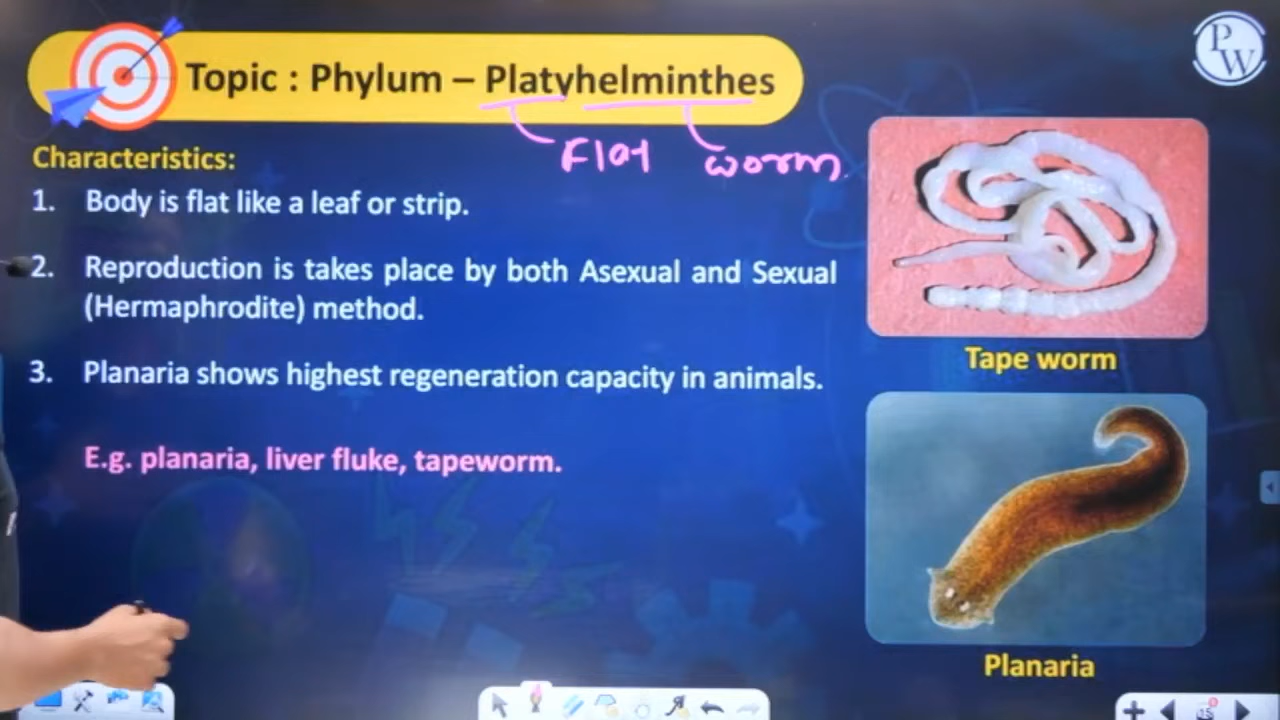 PW
Topic : Phylum – Platyhelminthes
Flat worm
Characteristics:
1. Body is flat like a leaf or strip.
2. Reproduction is takes place by both Asexual and Sexual
(Hermaphrodite) method.
3. Planaria shows highest regeneration capacity in animals.
E.g. planaria, liver fluke, tapeworm.
Tape worm
Planaria